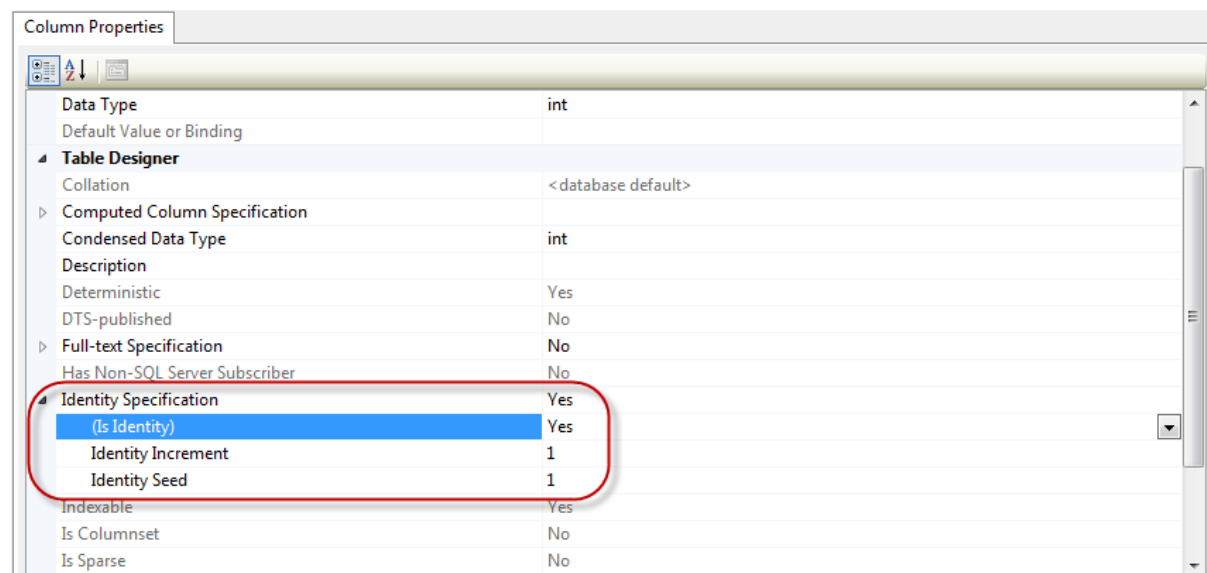 Column Properties
Data Type int
Default Value or Binding
Table Designer
Collation <database default>
Computed Column Specification
Condensed Data Type int
Description
Deterministic Yes
DTS-published No
Full-text Specification No
Has Non-SQL Server Subscriber No
Identity Specification Yes
(Is Identity) Yes
Identity Increment 1
Identity Seed 1
Indexable Yes
Is Columnset No
Is Sparse No